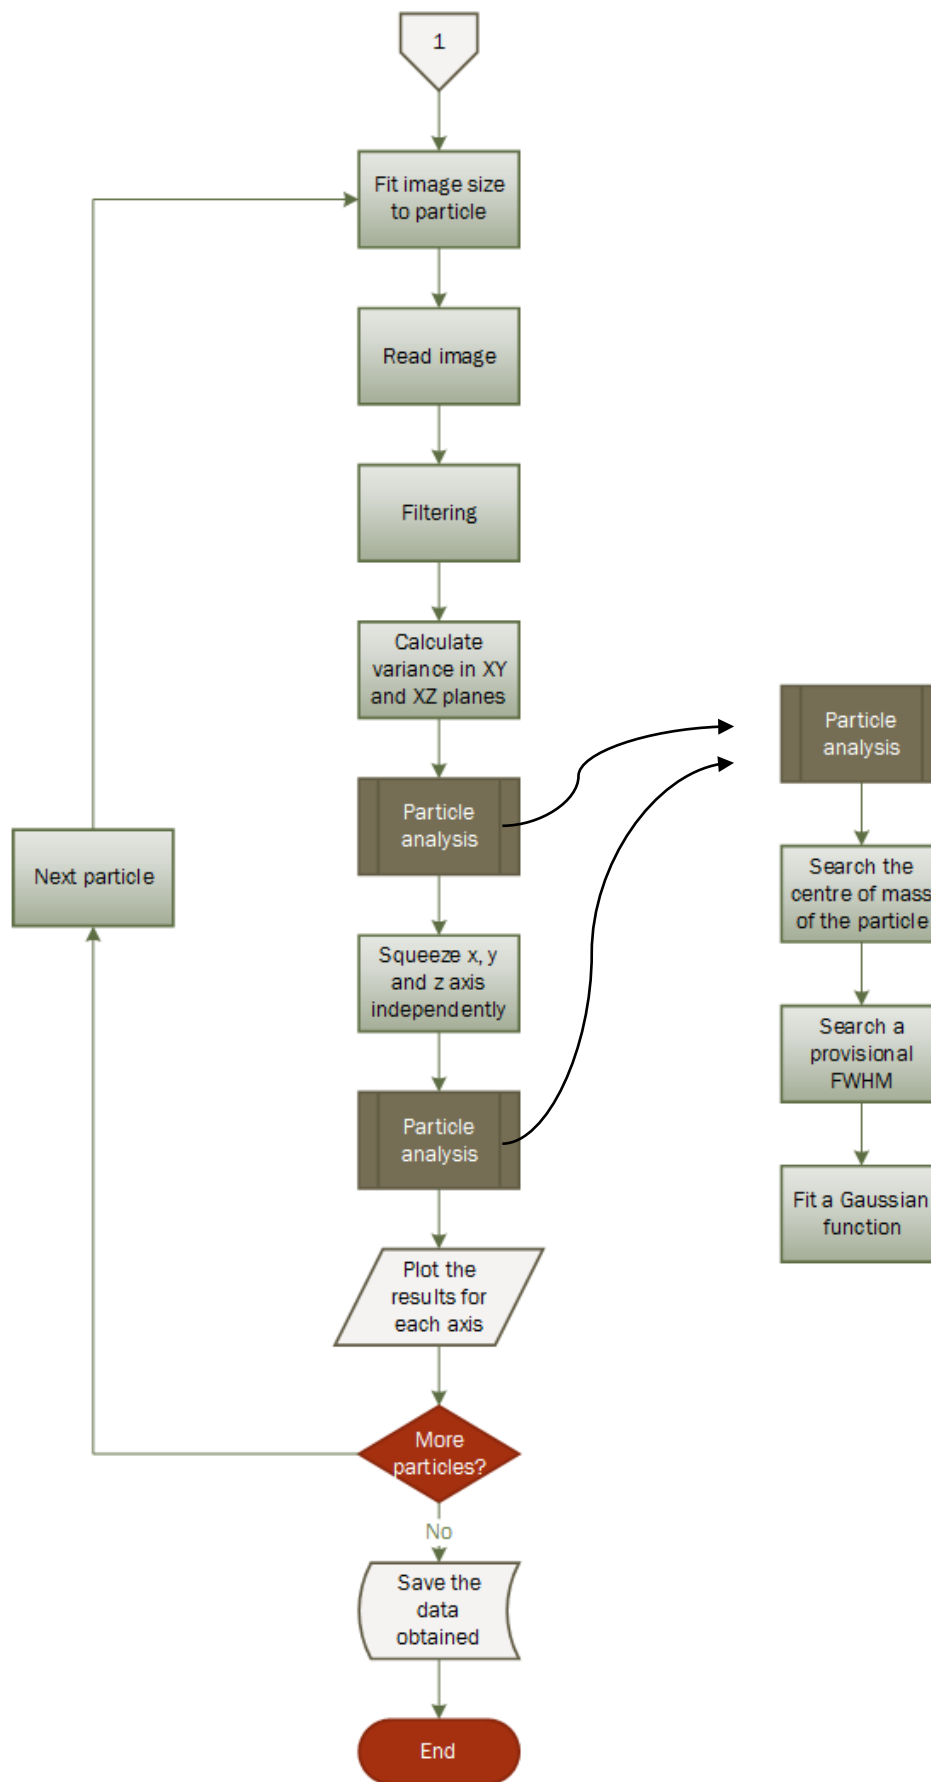 1
Fit image size
to particle
Read image
Filtering
Calculate
variance in XY
and XZ planes
Particle
analysis
Squeeze x, y
and z axis
independently
Particle
analysis
Plot the
results for
each axis
More
particles?
No
Save the
data
obtained
End
Next particle
Particle
analysis
Search the
centre of mass
of the particle
Search a
provisional
FWHM
Fit a Gaussian
function